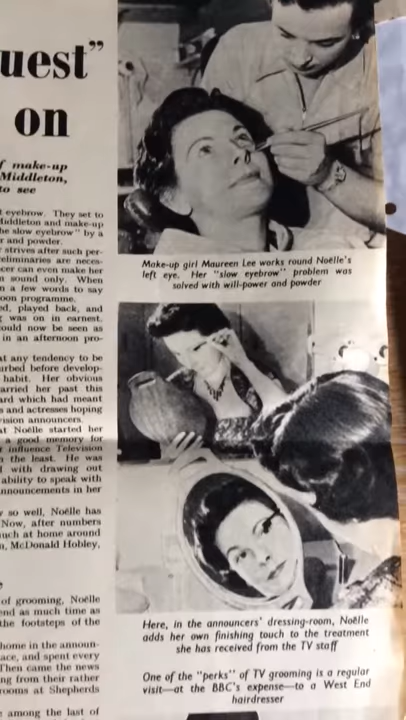 uest"
on
f make-up
Middleton,
to see
t eyebrow. They set to
Middleton and make-up
he slow eyebrow" by a
r and powder.
r strives after such per-
reliminaries are neces-
cer can even make her
n sound only. When
n a few words to say
oon programme.
ed, played back, and
g was on in earnest.
ould now be seen as
in an afternoon pro-
at any tendency to be
urbed before develop-
habit. Her obvious
arried her past this
ard which had meant
s and actresses hoping
vision announcers.
at Noëlle started her
a good memory for
f influence Television
n the least. He was
d with drawing out
ability to speak with
nnouncements in her
r so well, Noëlle has
Now, after numbers
uch at home around
n, McDonald Hobley,
of grooming, Noëlle
end as much time as
the footsteps of the
home in the announ-
ace, and spent every
Then came the news
ng from their rather
rooms at Shepherds
e among the last of
Make-up girl Maureen Lee works round Noëlle's
left eye. Her "slow eyebrow" problem was
solved with will-power and powder
Here, in the announcers' dressing-room, Noëlle
adds her own finishing touch to the treatment
she has received from the TV staff
One of the "perks" of TV grooming is a regular
visit—at the BBC's expense—to a West End
hairdresser